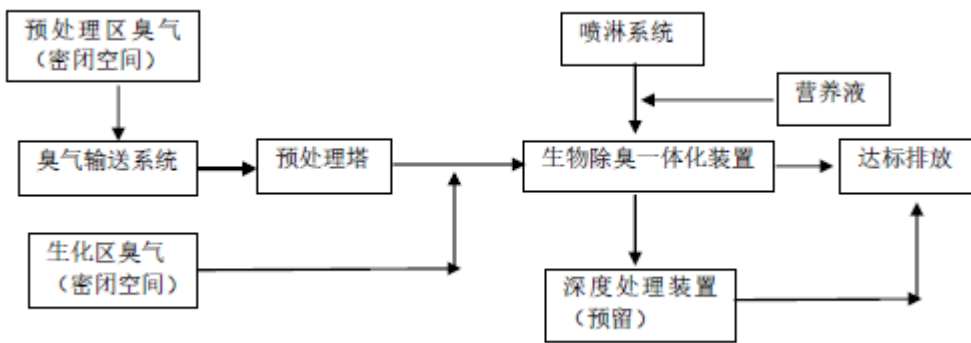 预处理区臭气
（密闭空间）
喷淋系统
营养液
臭气输送系统
预处理塔
生物除臭一体化装置
达标排放
生化区臭气
（密闭空间）
深度处理装置
（预留）